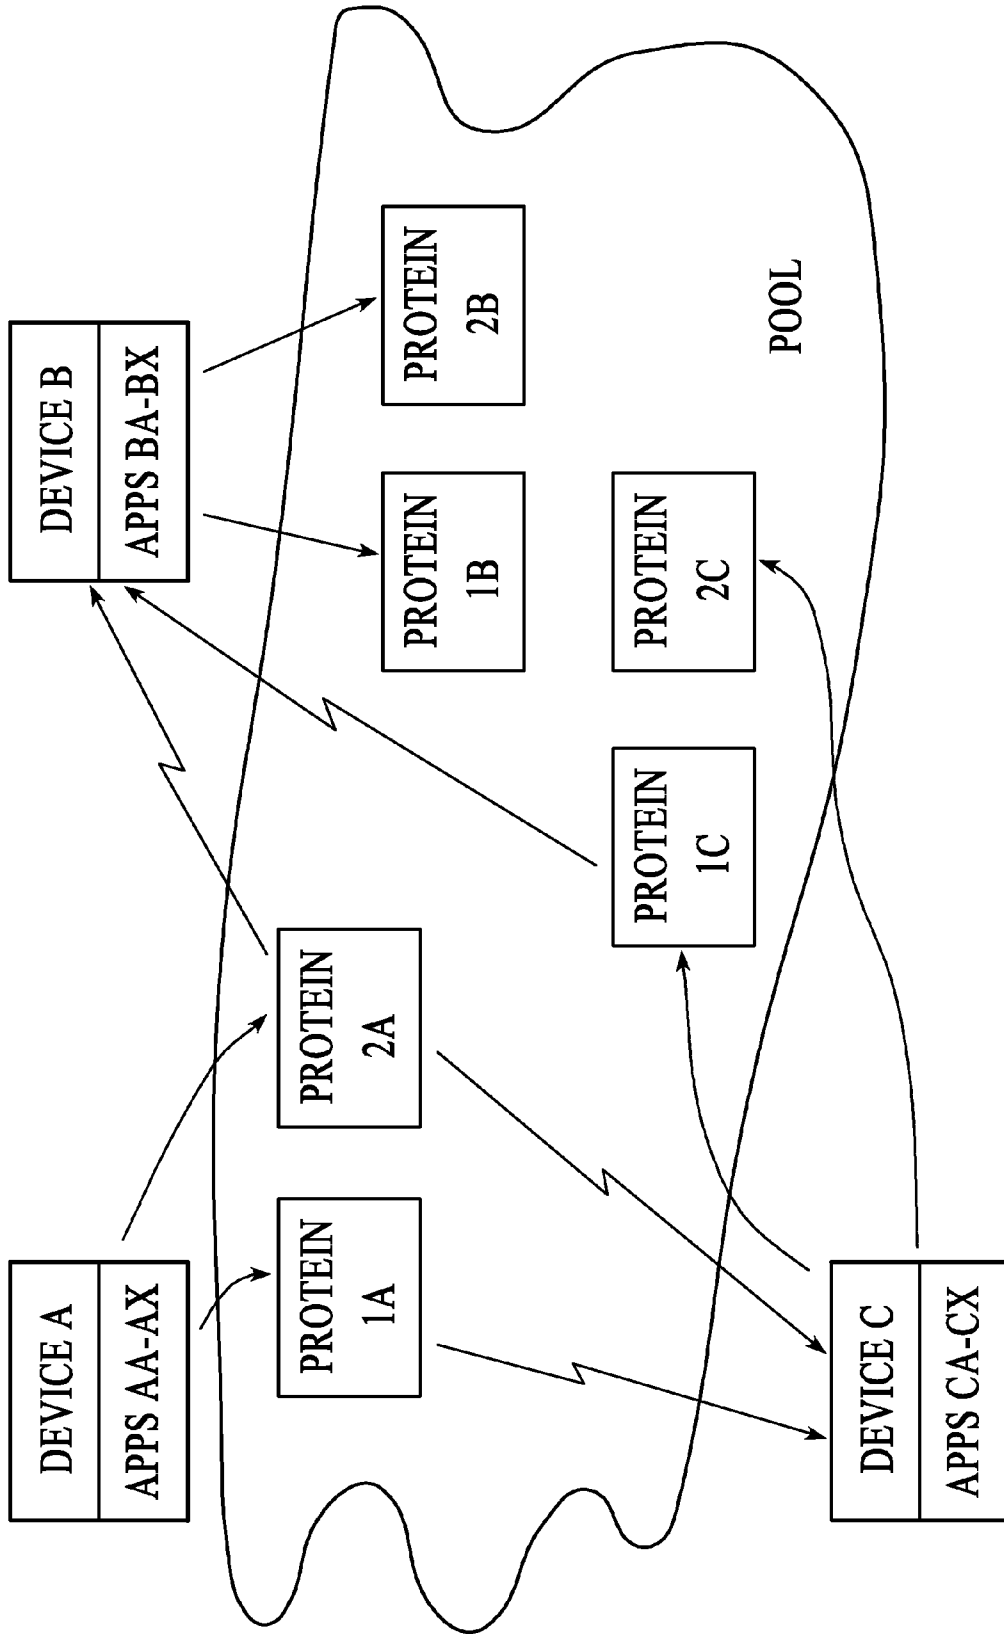 DEVICE A
APPS AA-AX
DEVICE B
APPS BA-BX
PROTEIN
1A
PROTEIN
2A
PROTEIN
1B
PROTEIN
2B
PROTEIN
1C
PROTEIN
2C
POOL
DEVICE C
APPS CA-CX